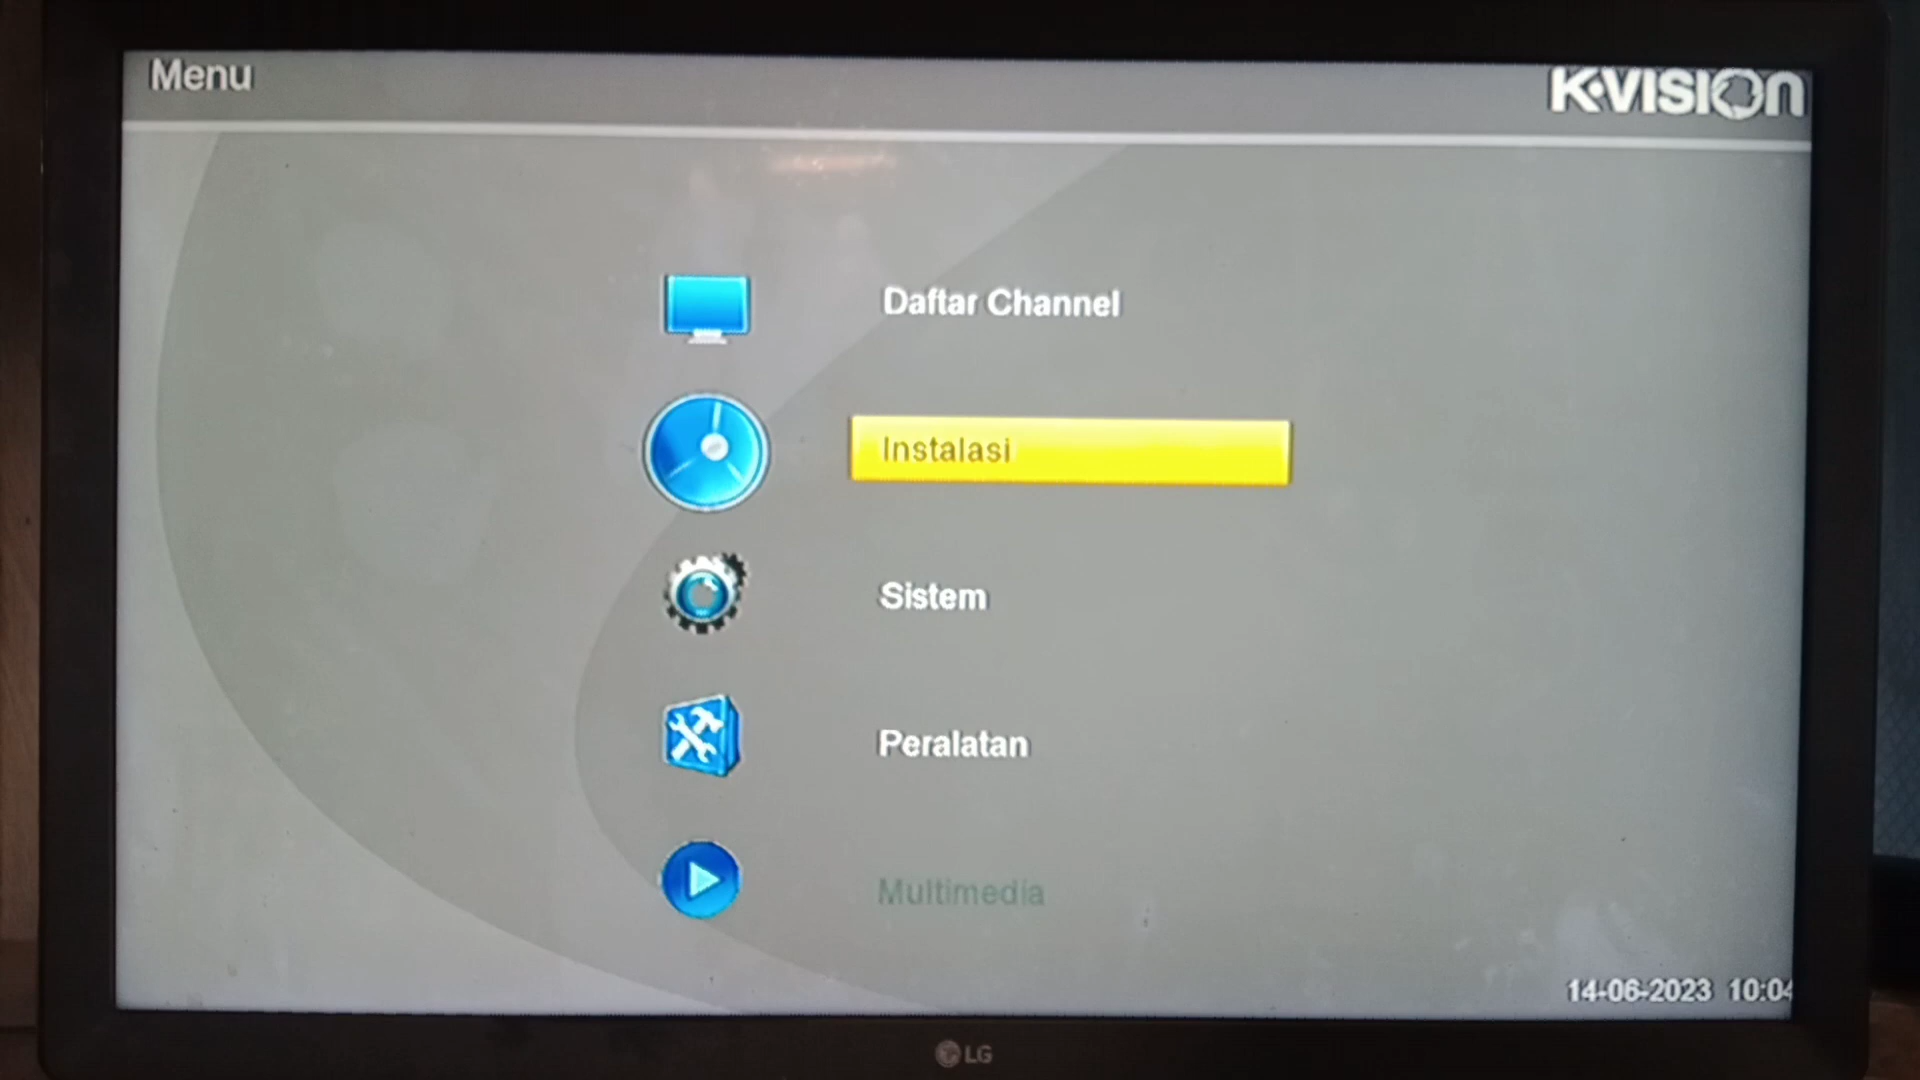 Menu
K-VISION
Daftar Channel
Instalasi
Sistem
Peralatan
Multimedia
14-06-2023 10:04
LG